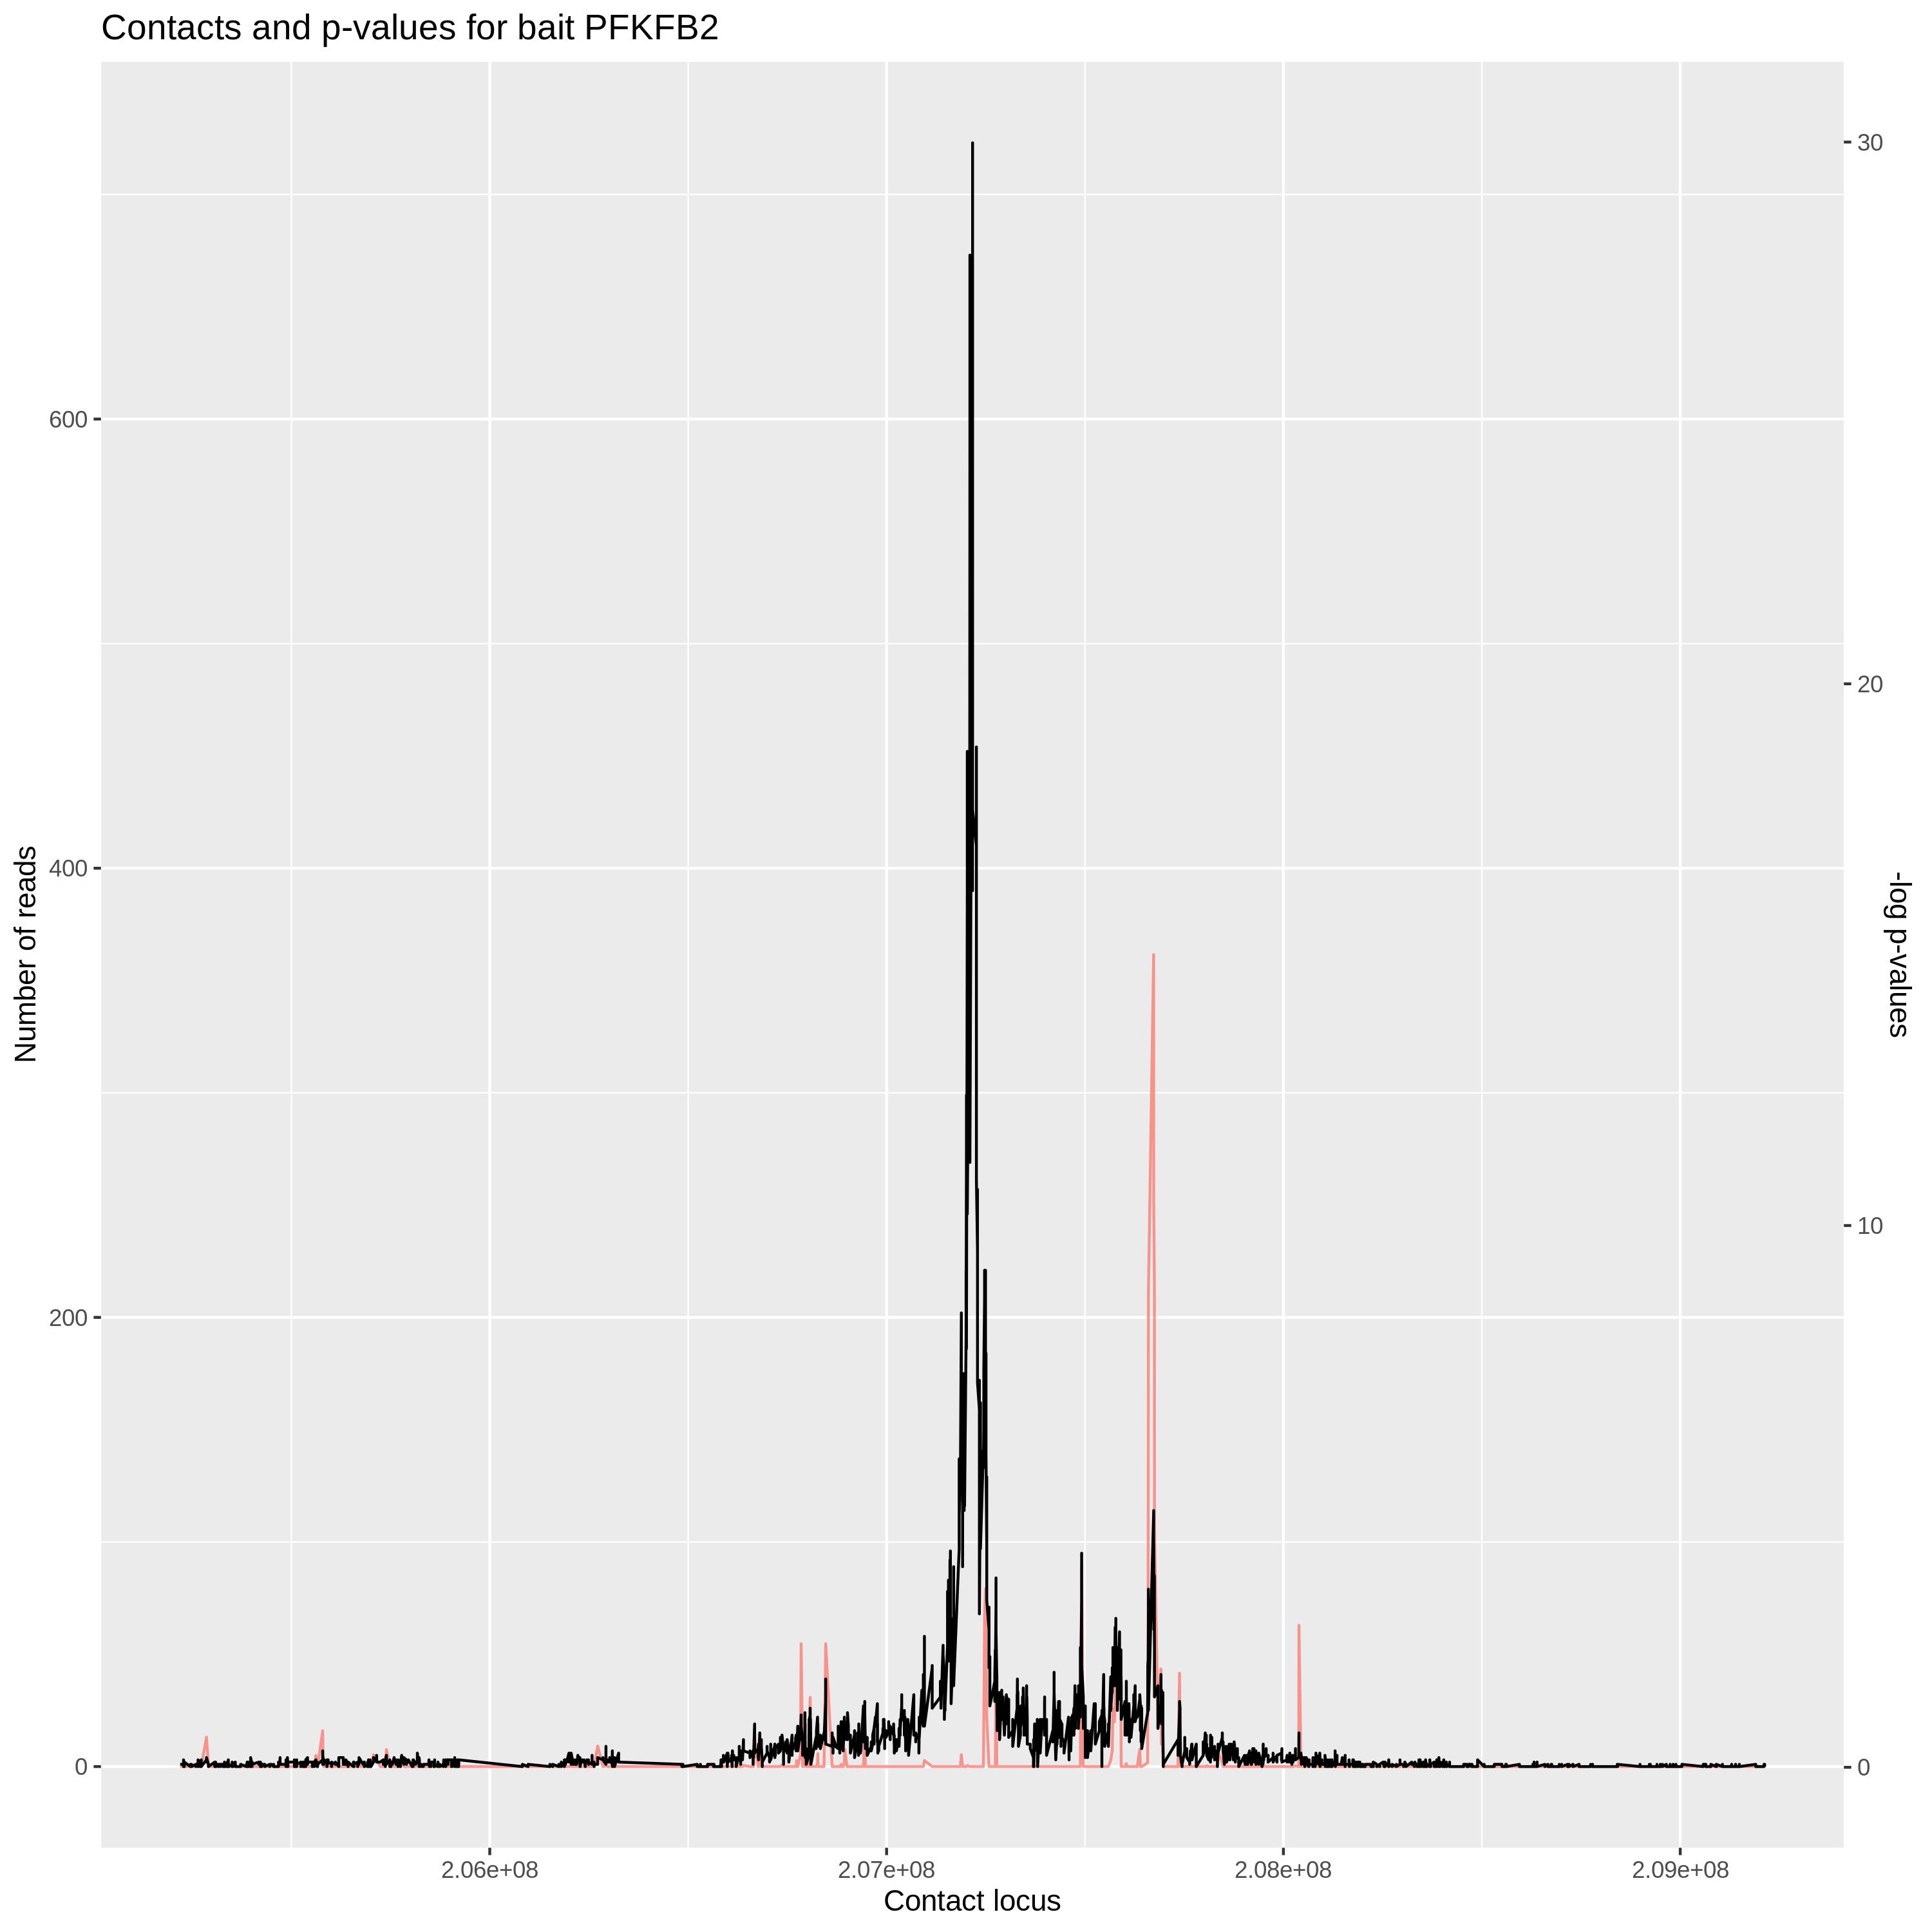 Contacts and p-values for bait PFKFB2
Number of reads
600
400
200
0
30
20
10
0
-log p-values
2.06e+08 2.07e+08 2.08e+08 2.09e+08
Contact locus